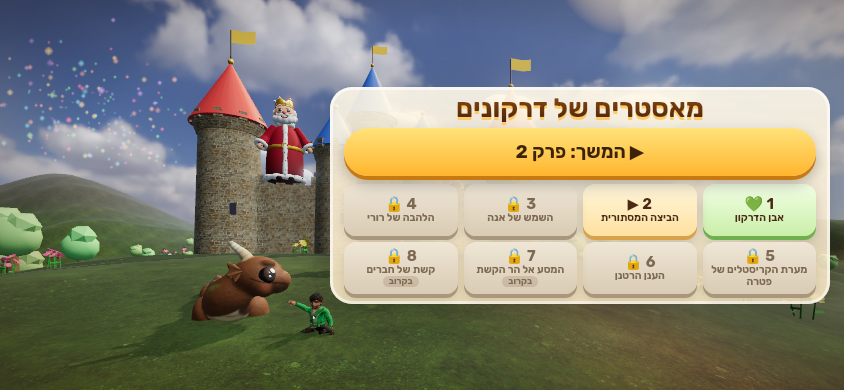 מאסטרים של דרקונים
▶ המשך: פרק 2
1 💚
אבן הדרקון
2 ▶
הביצה המסתורית
3 🔒
השמש של אנה
4 🔒
הלהבה של רורי
5 🔒
מערת הקריסטלים של
פטרה
6 🔒
הענן הרטנן
7 🔒
המסע אל הר הקשת
בקרוב
8 🔒
קשת של חברים
בקרוב